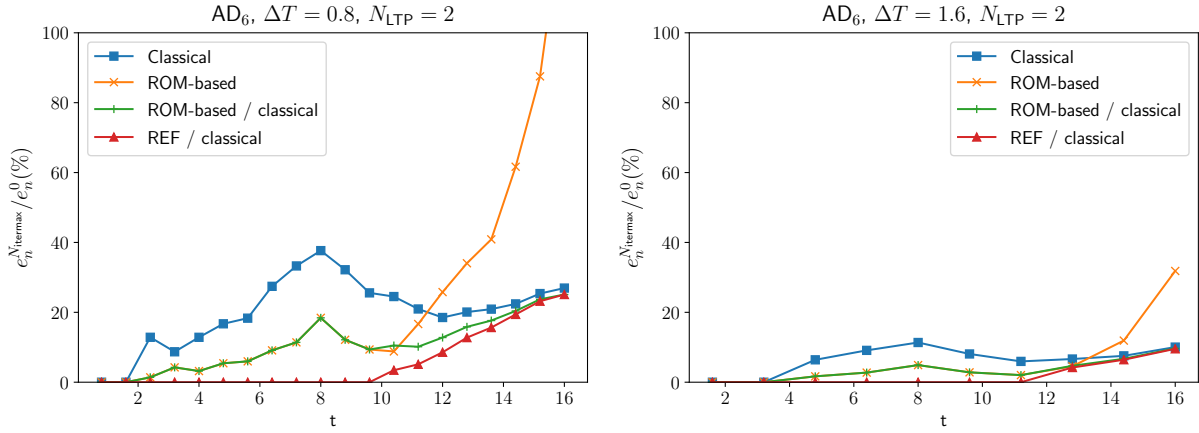 AD₆, ΔT = 0.8, N_LTP = 2
100
80
60
40
20
0
e_n^{N_itermax}/e_n^0(%)
Classical
ROM-based
ROM-based / classical
REF / classical
2 4 6 8 10 12 14 16
t
AD₆, ΔT = 1.6, N_LTP = 2
100
80
60
40
20
0
e_n^{N_itermax}/e_n^0(%)
Classical
ROM-based
ROM-based / classical
REF / classical
2 4 6 8 10 12 14 16
t